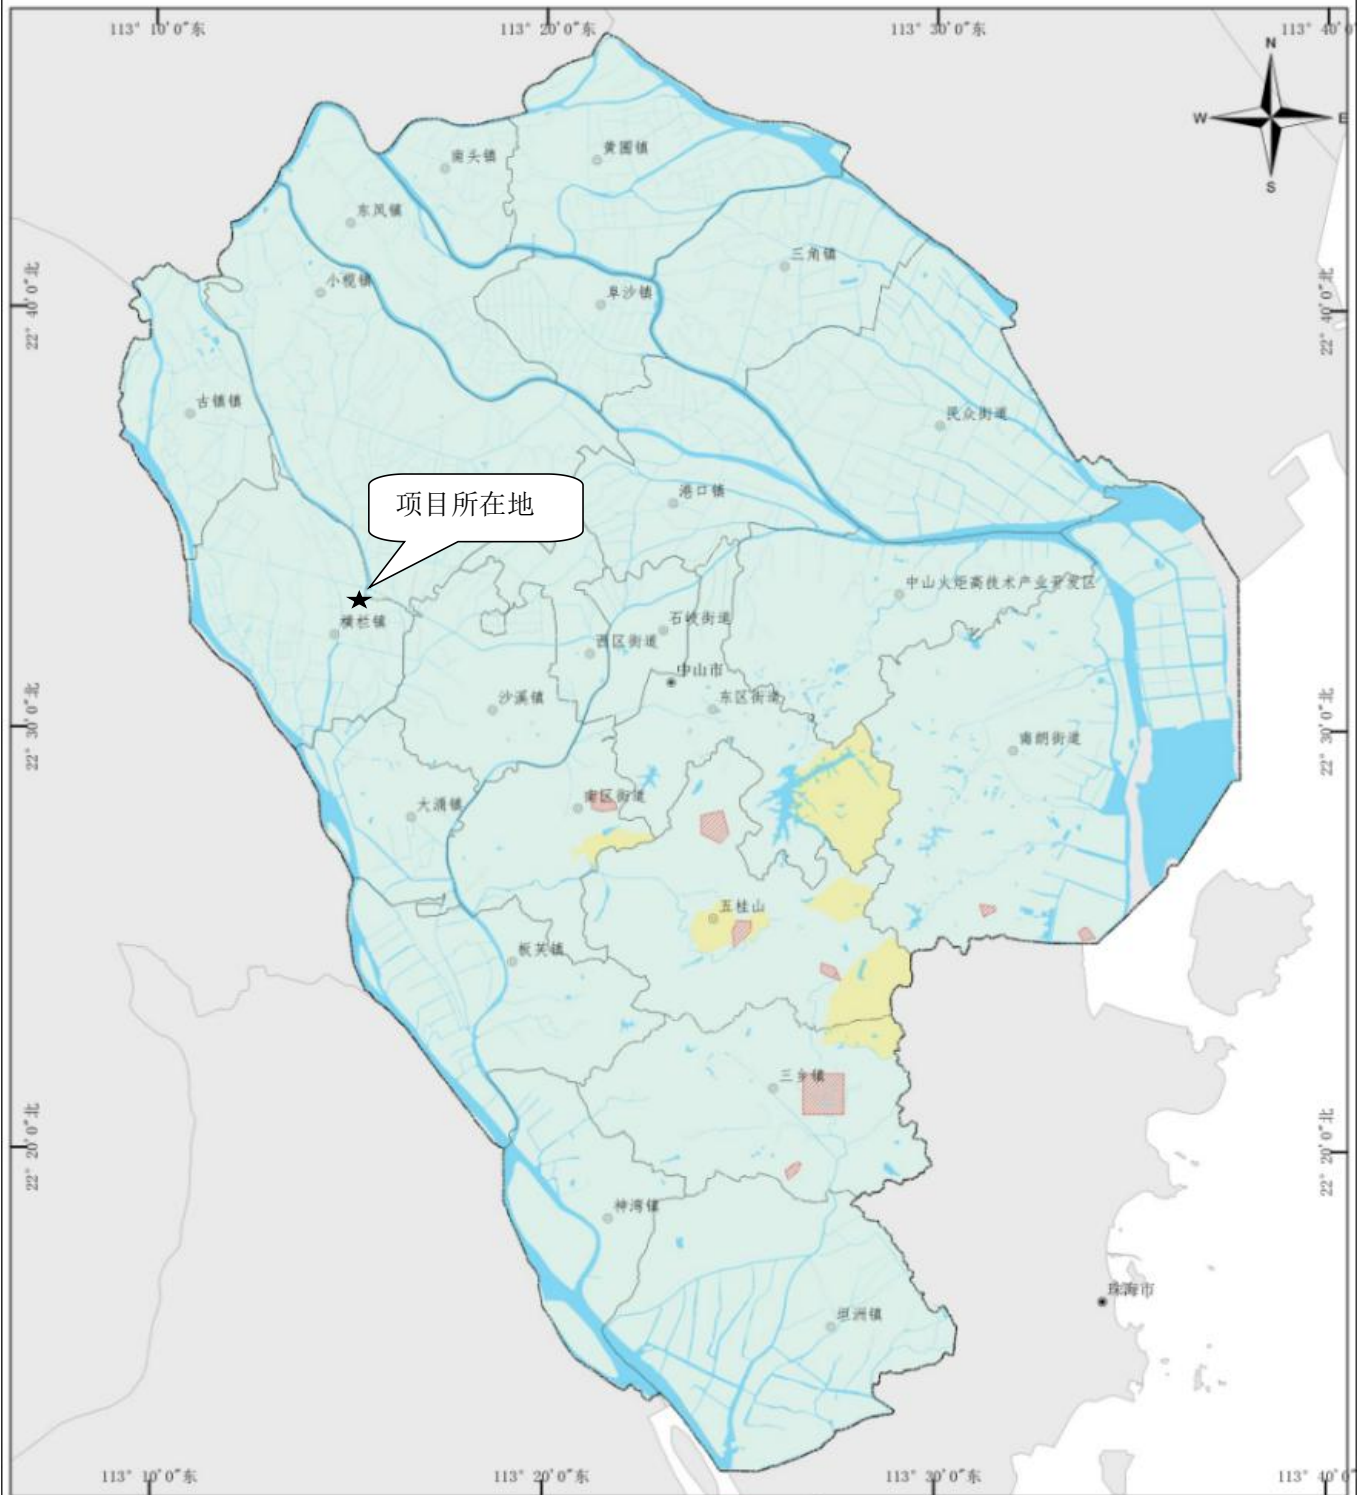 113° 10′0″东
113° 20′0″东
113° 30′0″东
113° 40′0″
N
W
E
S
南头镇
黄圃镇
东凤镇
三角镇
小榄镇
阜沙镇
22° 40′0″北
22° 40′0″北
古镇镇
民众街道
港口镇
项目所在地
中山火炬高技术产业开发区
横栏镇
石岐街道
西区街道
中山市
沙溪镇
东区街道
22° 30′0″北
22° 30′0″北
南朗街道
大涌镇
南区街道
五桂山
板芙镇
三乡镇
22° 20′0″北
22° 20′0″北
神湾镇
珠海市
坦洲镇
113° 10′0″东
113° 20′0″东
113° 30′0″东
113° 40′0″